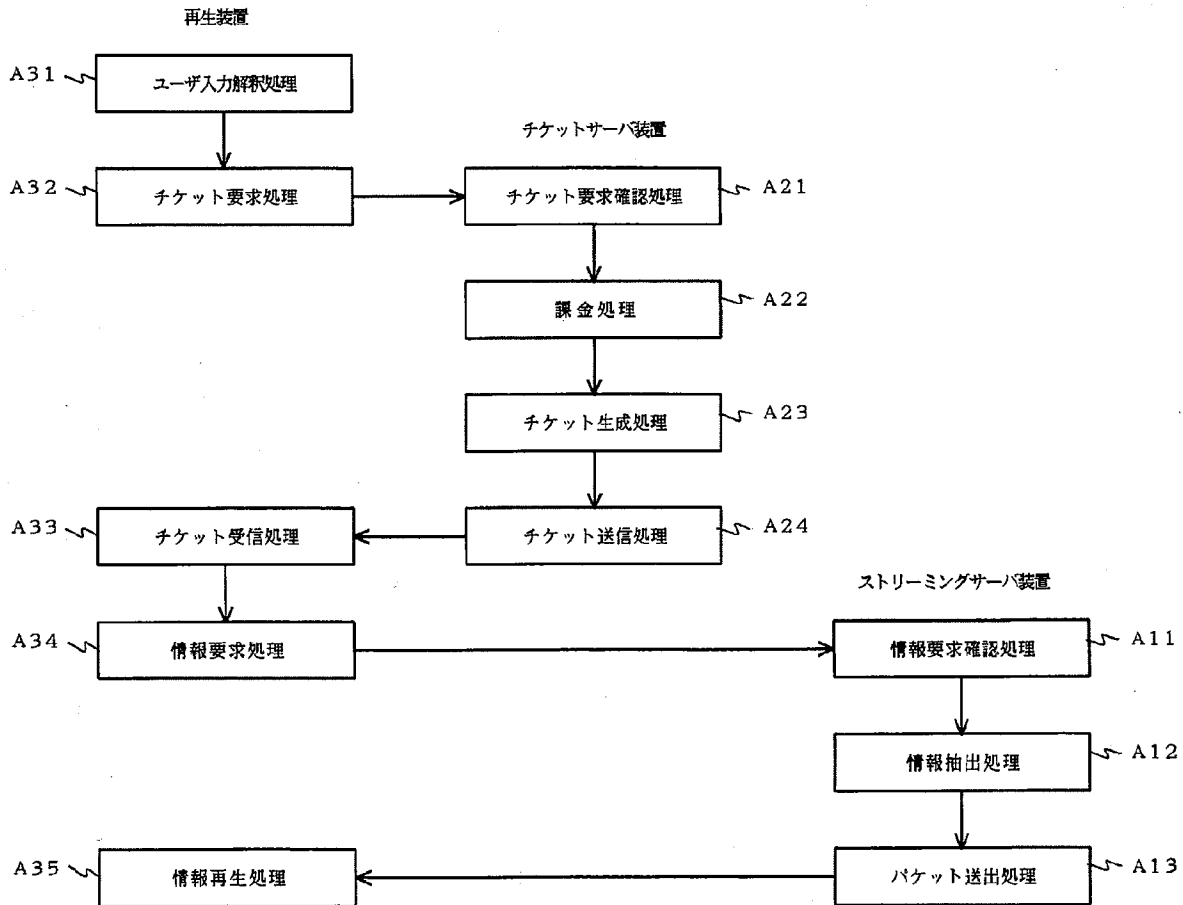 再生装置
A31
ユーザ入力解釈処理
チケットサーバ装置
A32
チケット要求処理
チケット要求確認処理
A21
課金処理
A22
チケット生成処理
A23
A33
チケット受信処理
チケット送信処理
A24
ストリーミングサーバ装置
A34
情報要求処理
情報要求確認処理
A11
情報抽出処理
A12
A35
情報再生処理
パケット送出処理
A13